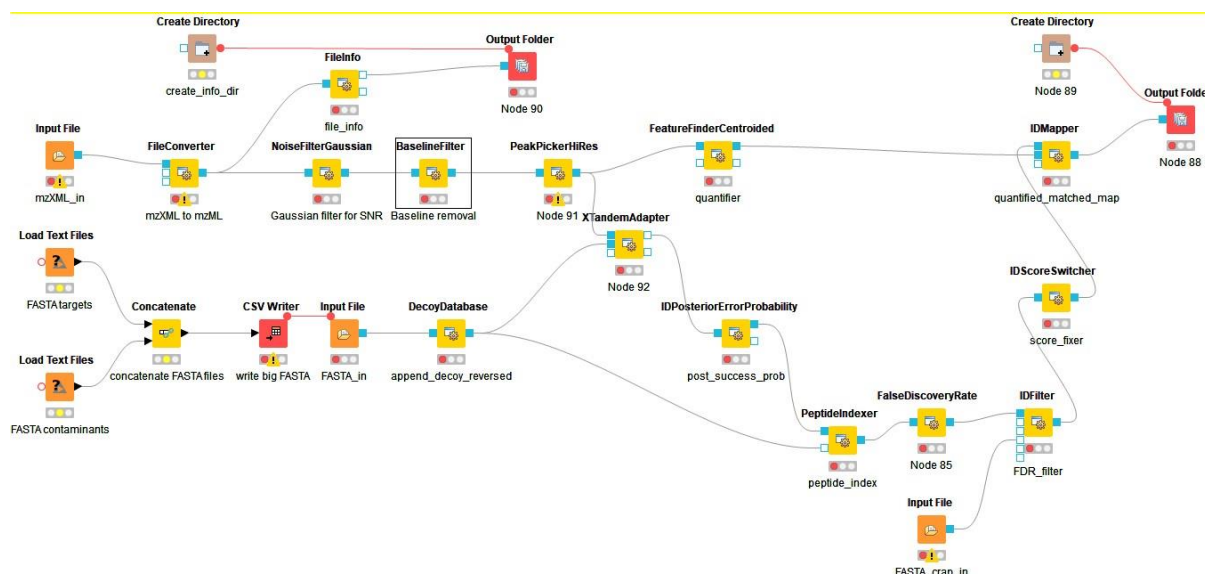 Create Directory
create_info_dir
FileInfo
file_info
Output Folder
Node 90
Create Directory
Node 89
Output Folde
Node 88
Input File
mzXML_in
FileConverter
mzXML to mzML
NoiseFilterGaussian
Gaussian filter for SNR
BaselineFilter
Baseline removal
PeakPickerHiRes
Node 91
FeatureFinderCentroided
quantifier
IDMapper
quantified_matched_map
XTandemAdapter
Node 92
Load Text Files
FASTA targets
Concatenate
concatenate FASTA files
CSV Writer
write big FASTA
Input File
FASTA_in
DecoyDatabase
append_decoy_reversed
IDPosteriorErrorProbability
post_success_prob
IDScoreSwitcher
score_fixer
Load Text Files
FASTA contaminants
PeptideIndexer
peptide_index
FalseDiscoveryRate
Node 85
IDFilter
FDR_filter
Input File
FASTA_crap_in